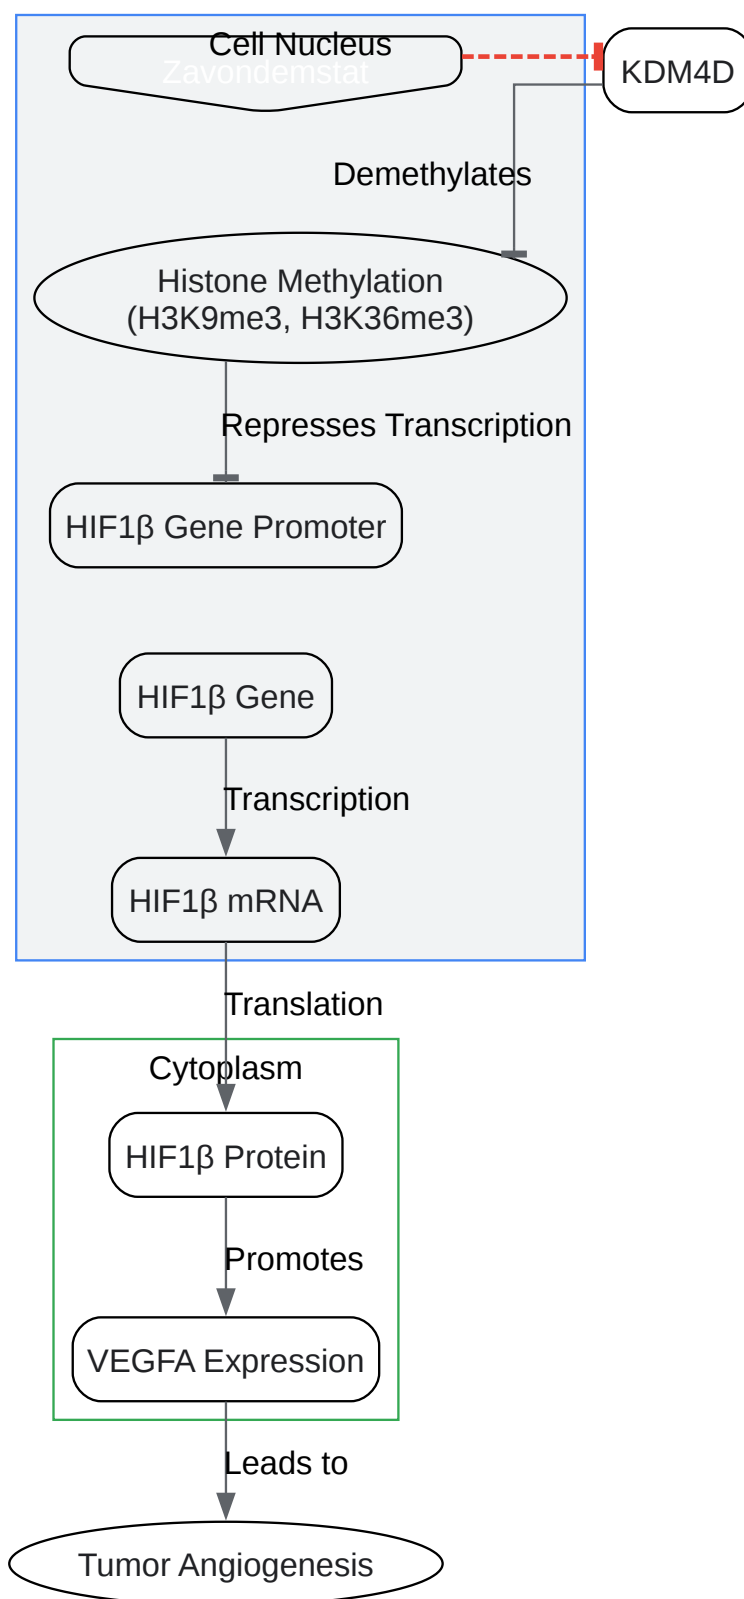 Cell Nucleus
Zavondemstat
KDM4D
Demethylates
Histone Methylation
(H3K9me3, H3K36me3)
Represses Transcription
HIF1β Gene Promoter
HIF1β Gene
Transcription
HIF1β mRNA
Translation
Cytoplasm
HIF1β Protein
Promotes
VEGFA Expression
Leads to
Tumor Angiogenesis